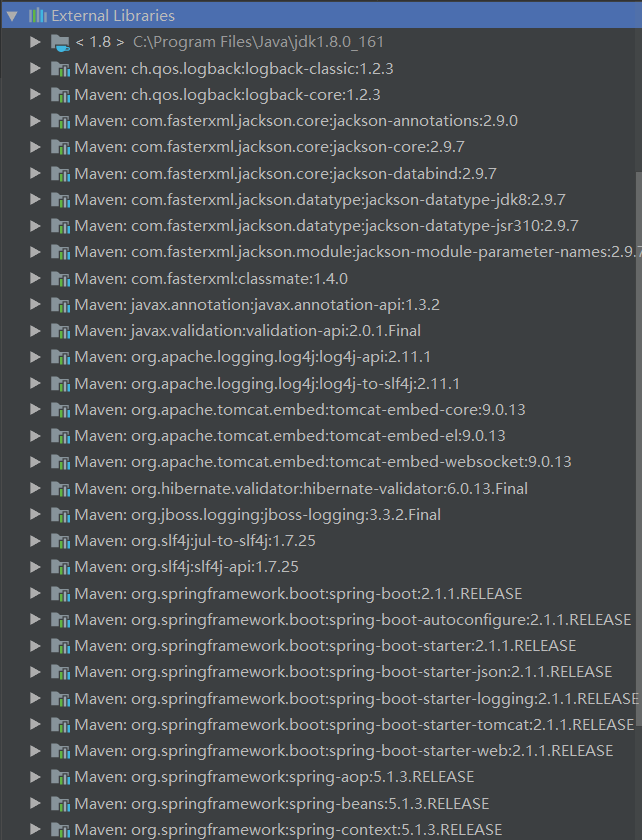 External Libraries
< 1.8 > C:\Program Files\Java\jdk1.8.0_161
Maven: ch.qos.logback:logback-classic:1.2.3
Maven: ch.qos.logback:logback-core:1.2.3
Maven: com.fasterxml.jackson.core:jackson-annotations:2.9.0
Maven: com.fasterxml.jackson.core:jackson-core:2.9.7
Maven: com.fasterxml.jackson.core:jackson-databind:2.9.7
Maven: com.fasterxml.jackson.datatype:jackson-datatype-jdk8:2.9.7
Maven: com.fasterxml.jackson.datatype:jackson-datatype-jsr310:2.9.7
Maven: com.fasterxml.jackson.module:jackson-module-parameter-names:2.9.7
Maven: com.fasterxml:classmate:1.4.0
Maven: javax.annotation:javax.annotation-api:1.3.2
Maven: javax.validation:validation-api:2.0.1.Final
Maven: org.apache.logging.log4j:log4j-api:2.11.1
Maven: org.apache.logging.log4j:log4j-to-slf4j:2.11.1
Maven: org.apache.tomcat.embed:tomcat-embed-core:9.0.13
Maven: org.apache.tomcat.embed:tomcat-embed-el:9.0.13
Maven: org.apache.tomcat.embed:tomcat-embed-websocket:9.0.13
Maven: org.hibernate.validator:hibernate-validator:6.0.13.Final
Maven: org.jboss.logging:jboss-logging:3.3.2.Final
Maven: org.slf4j:jul-to-slf4j:1.7.25
Maven: org.slf4j:slf4j-api:1.7.25
Maven: org.springframework.boot:spring-boot:2.1.1.RELEASE
Maven: org.springframework.boot:spring-boot-autoconfigure:2.1.1.RELEASE
Maven: org.springframework.boot:spring-boot-starter:2.1.1.RELEASE
Maven: org.springframework.boot:spring-boot-starter-json:2.1.1.RELEASE
Maven: org.springframework.boot:spring-boot-starter-logging:2.1.1.RELEASE
Maven: org.springframework.boot:spring-boot-starter-tomcat:2.1.1.RELEASE
Maven: org.springframework.boot:spring-boot-starter-web:2.1.1.RELEASE
Maven: org.springframework:spring-aop:5.1.3.RELEASE
Maven: org.springframework:spring-beans:5.1.3.RELEASE
Maven: org.springframework:spring-context:5.1.3.RELEASE